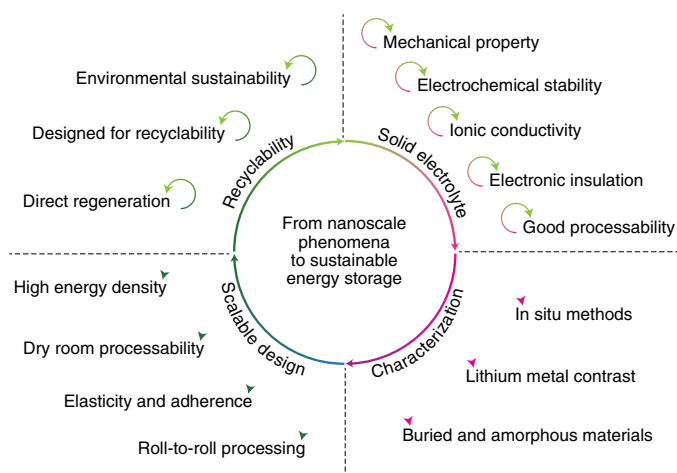 Mechanical property
Environmental sustainability
Electrochemical stability
Designed for recyclability
Ionic conductivity
Recyclability
Solid electrolyte
Direct regeneration
Electronic insulation
Good processability
From nanoscale
phenomena
to sustainable
energy storage
High energy density
Scalable design
Characterization
In situ methods
Dry room processability
Lithium metal contrast
Elasticity and adherence
Buried and amorphous materials
Roll-to-roll processing